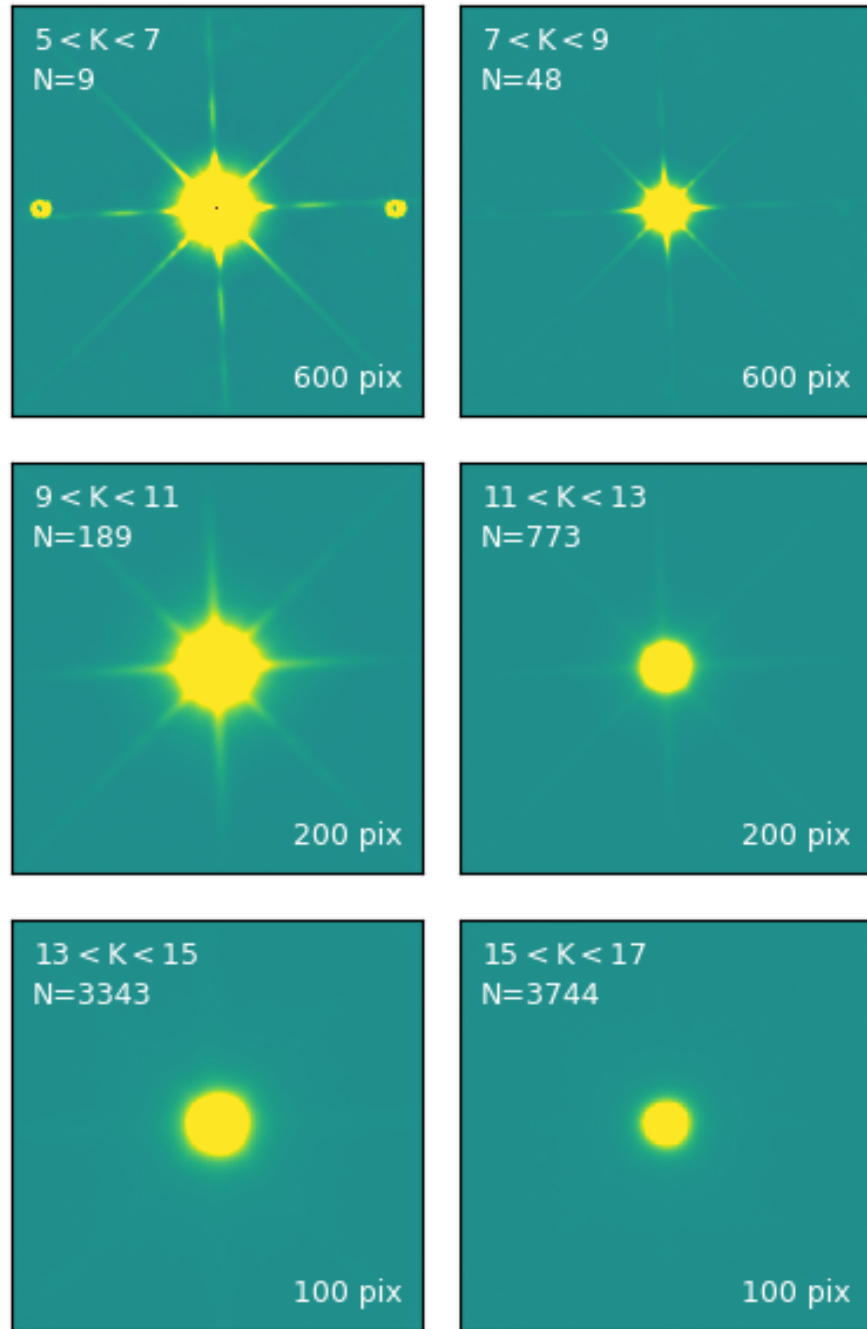 5 < K < 7
N=9
600 pix
7 < K < 9
N=48
600 pix
9 < K < 11
N=189
200 pix
11 < K < 13
N=773
200 pix
13 < K < 15
N=3343
100 pix
15 < K < 17
N=3744
100 pix